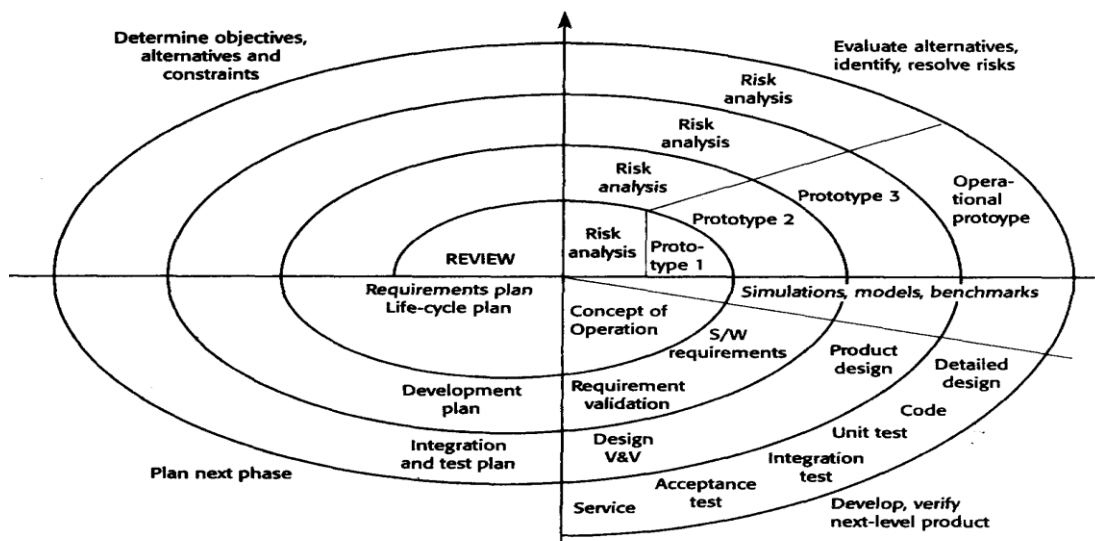 Determine objectives,
alternatives and
constraints
Evaluate alternatives,
identify, resolve risks
Risk
analysis
Risk
analysis
Risk
analysis
Risk
analysis
Proto-
type 1
Prototype 2
Prototype 3
Opera-
tional
protoype
REVIEW
Requirements plan
Life-cycle plan
Simulations, models, benchmarks
Concept of
Operation
S/W
requirements
Product
design
Detailed
design
Development
plan
Requirement
validation
Code
Unit test
Integration
and test plan
Design
V&V
Integration
test
Acceptance
test
Service
Plan next phase
Develop, verify
next-level product